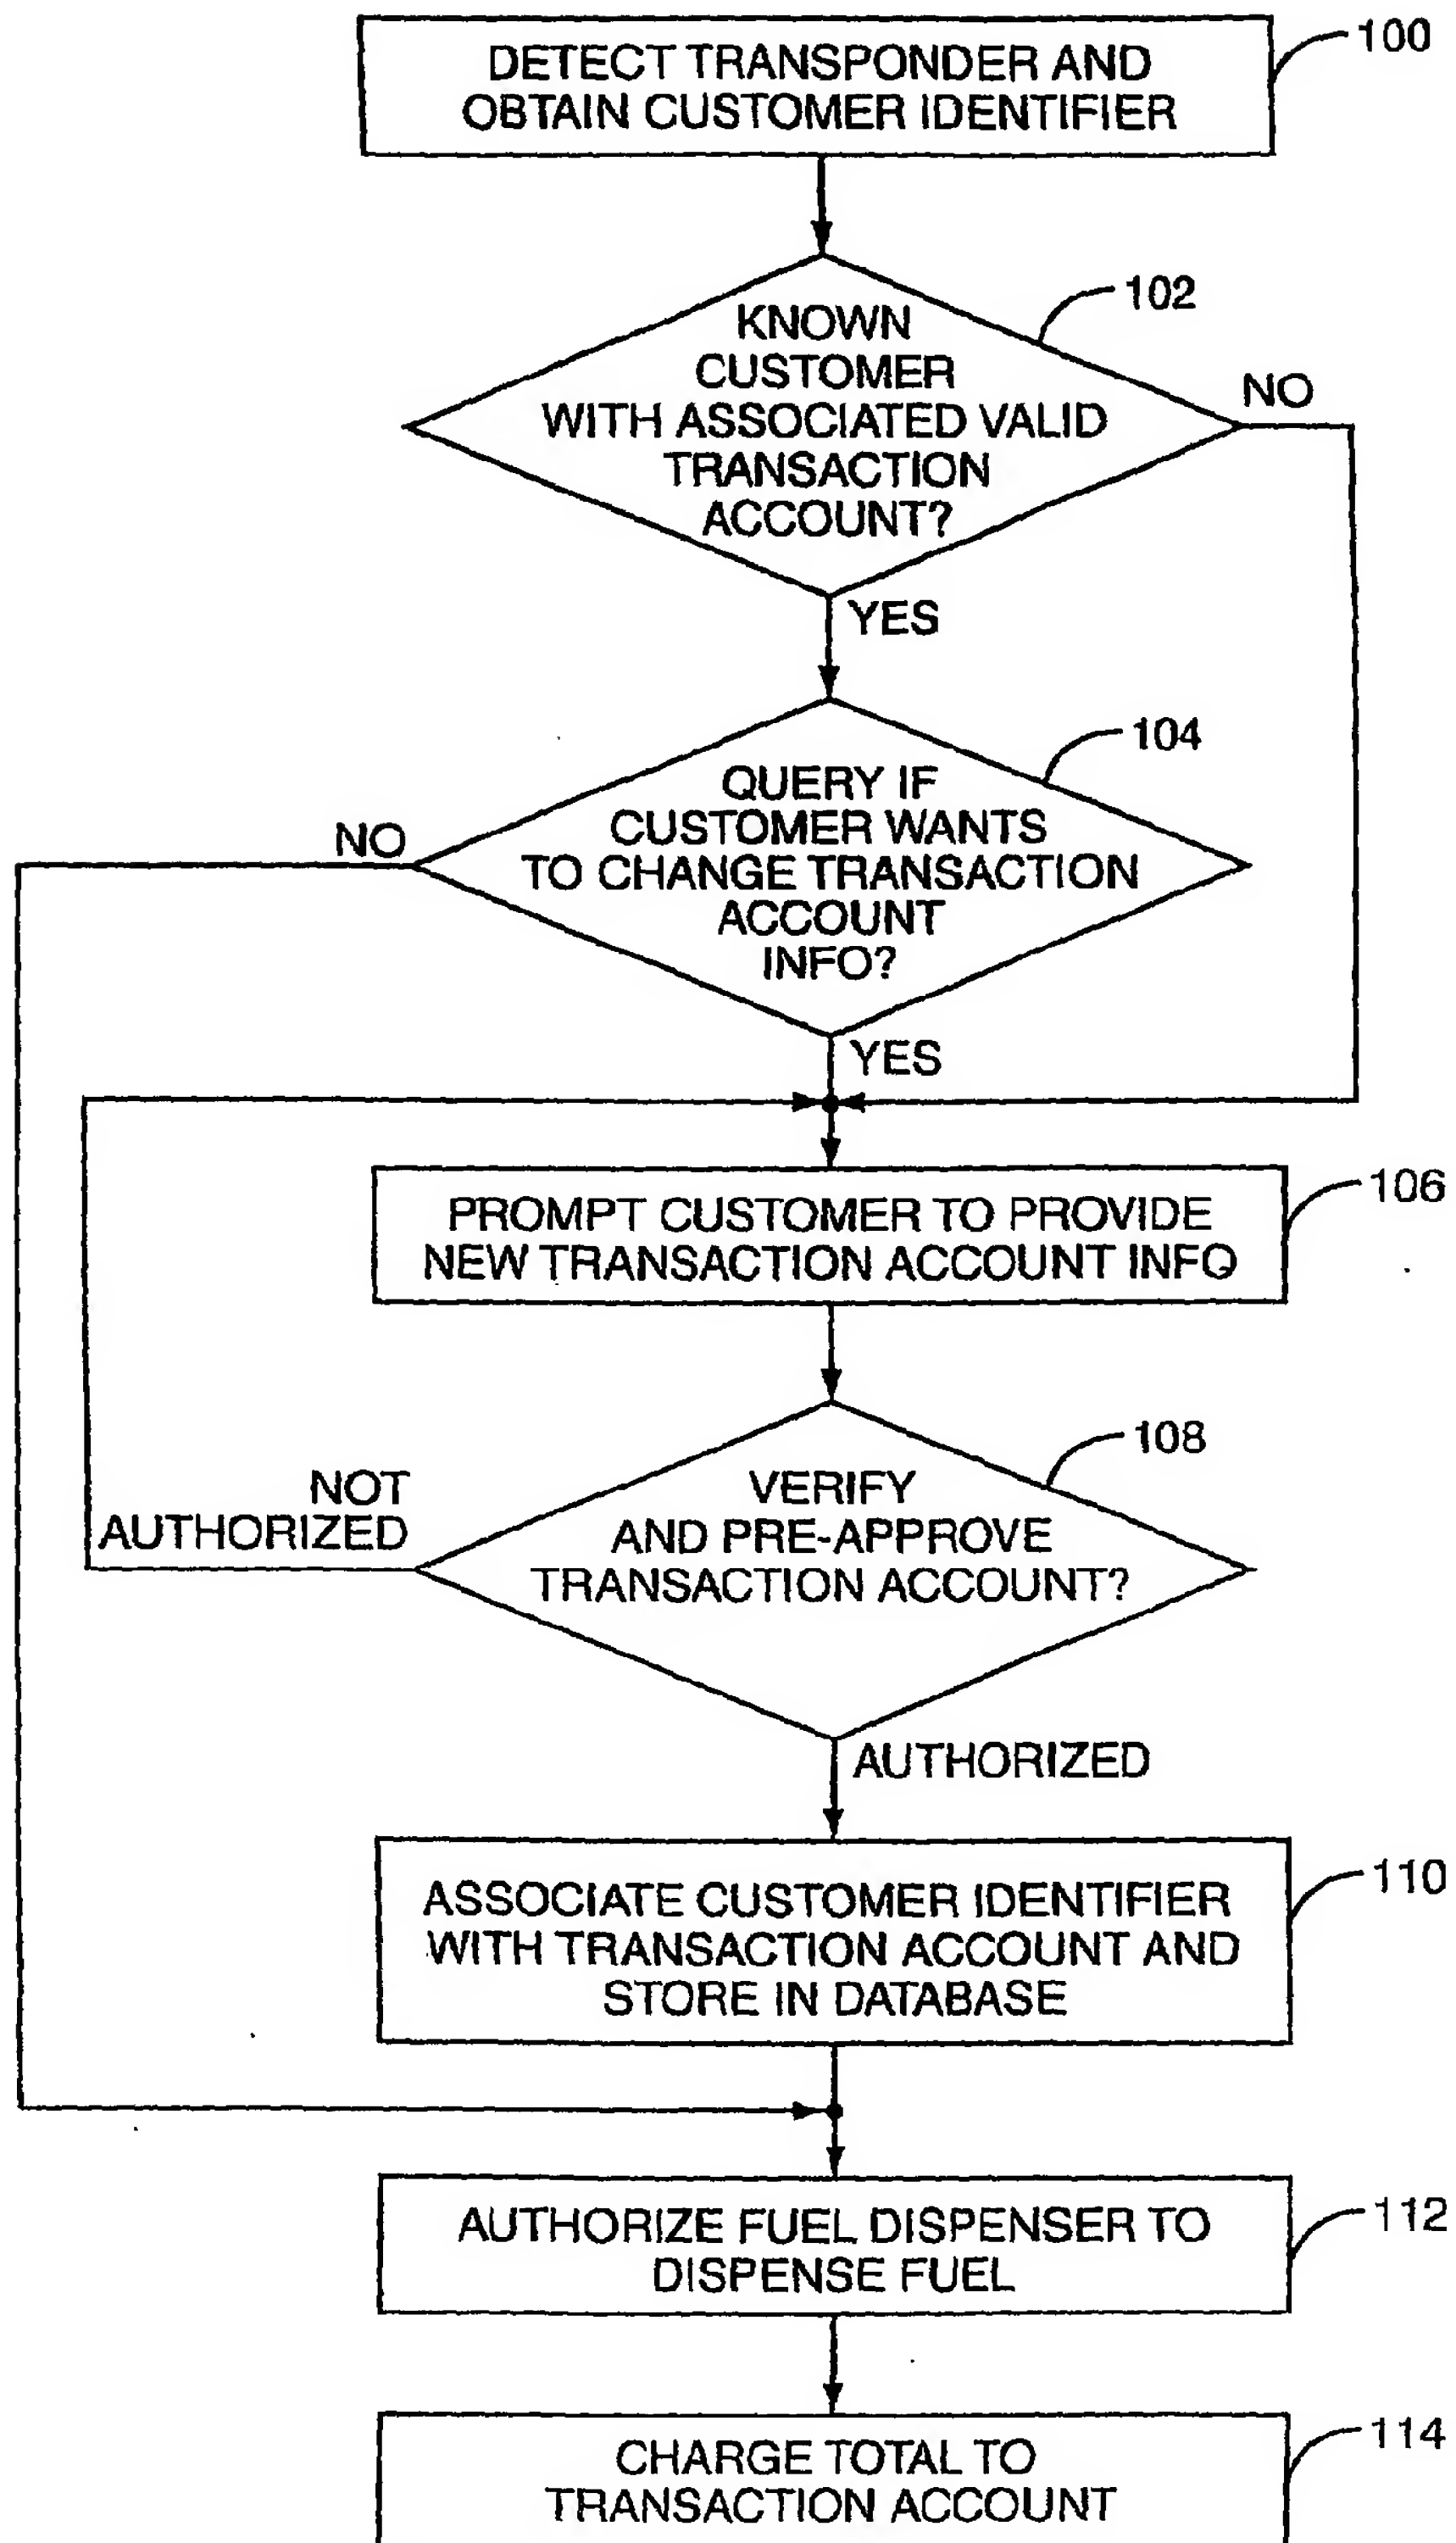 100
DETECT TRANSPONDER AND
OBTAIN CUSTOMER IDENTIFIER
102
KNOWN
CUSTOMER
WITH ASSOCIATED VALID
TRANSACTION
ACCOUNT?
NO
YES
104
QUERY IF
CUSTOMER WANTS
TO CHANGE TRANSACTION
ACCOUNT
INFO?
NO
YES
106
PROMPT CUSTOMER TO PROVIDE
NEW TRANSACTION ACCOUNT INFO
108
VERIFY
AND PRE-APPROVE
TRANSACTION ACCOUNT?
NOT
AUTHORIZED
AUTHORIZED
110
ASSOCIATE CUSTOMER IDENTIFIER
WITH TRANSACTION ACCOUNT AND
STORE IN DATABASE
112
AUTHORIZE FUEL DISPENSER TO
DISPENSE FUEL
114
CHARGE TOTAL TO
TRANSACTION ACCOUNT